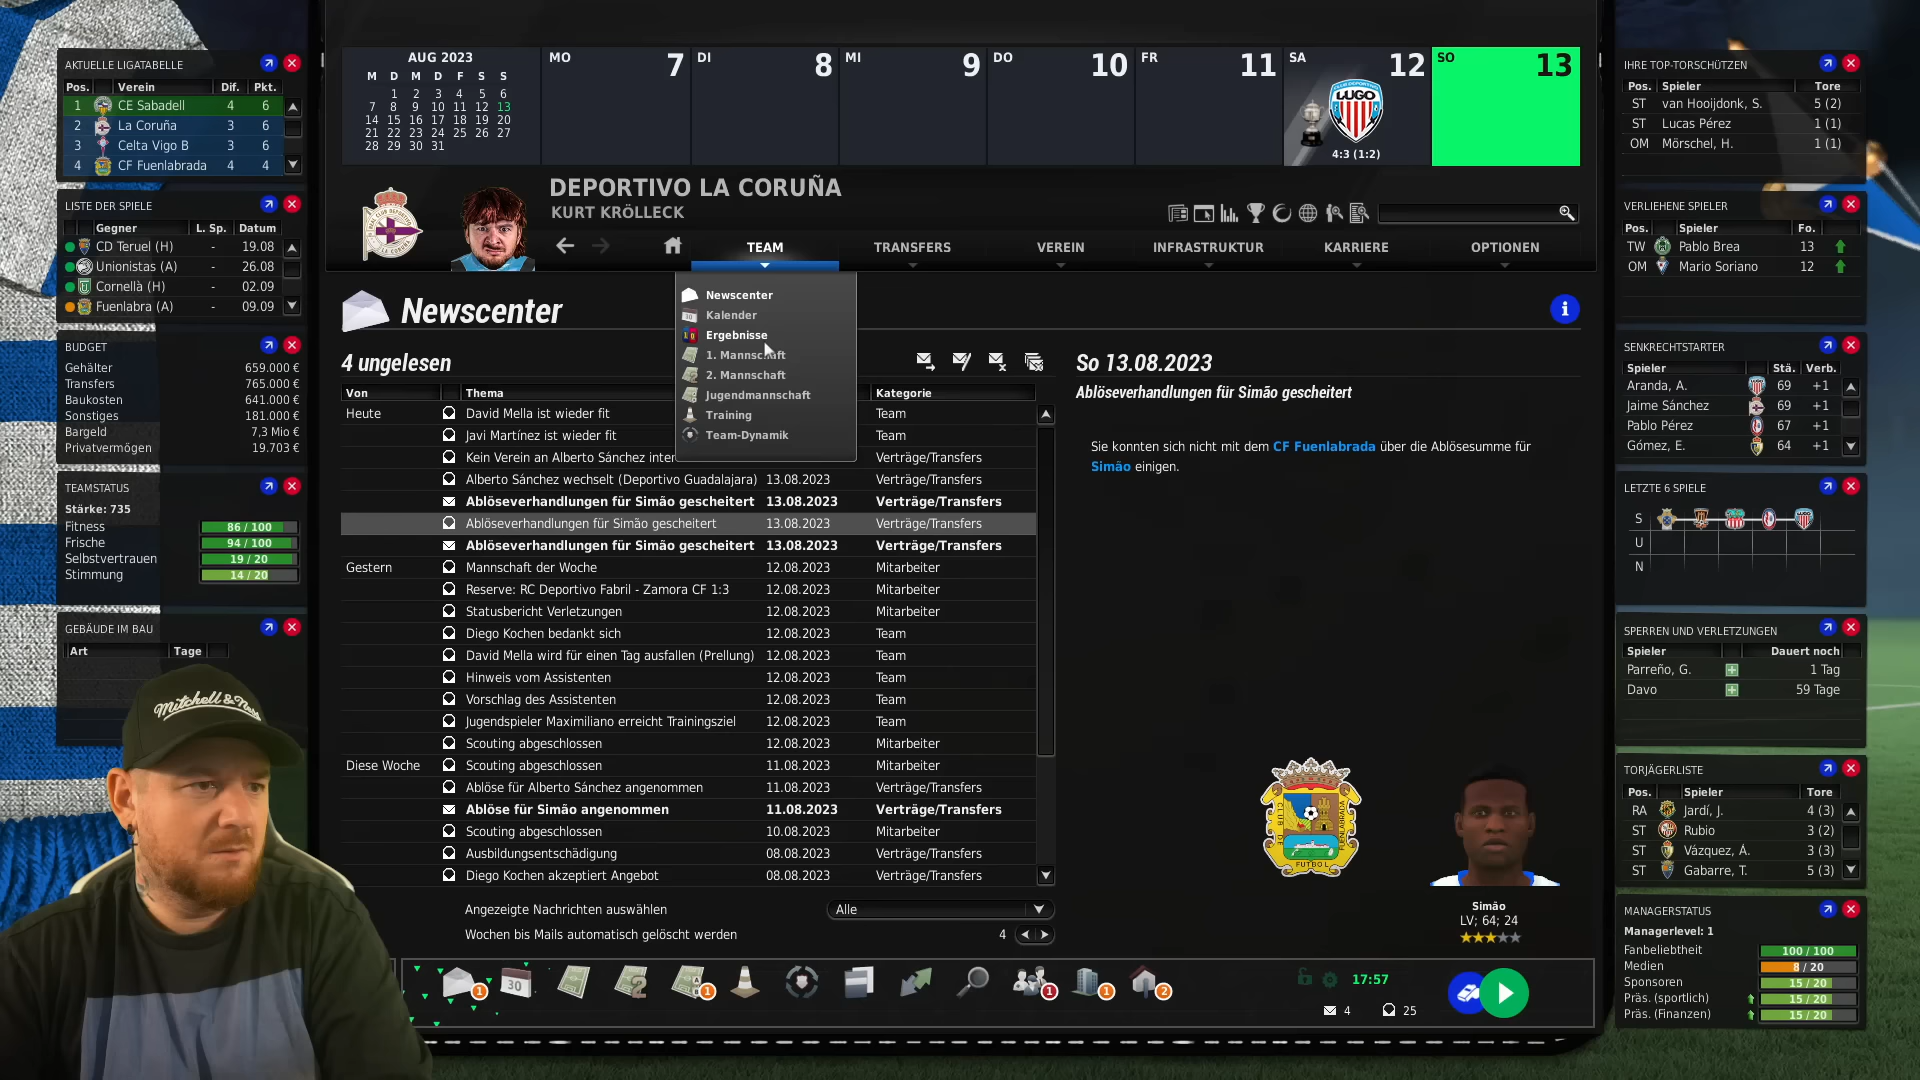 AKTUELLE LIGATABELLE
Pos. Verein Dif. Pkt.
1 CE Sabadell 4 6
2 La Coruña 3 6
3 Celta Vigo B 3 6
4 CF Fuenlabrada 4 4
LISTE DER SPIELE
Gegner L. Sp. Datum
CD Teruel (H) - 19.08
Unionistas (A) - 26.08
Cornellà (H) - 02.09
Fuenlabra (A) - 09.09
BUDGET
Gehälter 659.000 €
Transfers 765.000 €
Baukosten 641.000 €
Sonstiges 181.000 €
Bargeld 7,3 Mio €
Privatvermögen 19.703 €
TEAMSTATUS
Stärke: 735
Fitness 86 / 100
Frische 94 / 100
Selbstvertrauen 19 / 20
Stimmung 14 / 20
GEBÄUDE IM BAU
Art Tage
Mitchell & Ness
AUG 2023
M D M D F S S
1 2 3 4 5 6
7 8 9 10 11 12 13
14 15 16 17 18 19 20
21 22 23 24 25 26 27
28 29 30 31
MO 7 DI 8 MI 9 DO 10 FR 11 SA 12 SO 13
LUGO
4:3 (1:2)
DEPORTIVO LA CORUÑA
KURT KRÖLLECK
TEAM TRANSFERS VEREIN INFRASTRUKTUR KARRIERE OPTIONEN
Newscenter
Kalender
Ergebnisse
1. Mannschaft
2. Mannschaft
Jugendmannschaft
Training
Team-Dynamik
Newscenter
4 ungelesen
Von Thema Kategorie
Heute David Mella ist wieder fit Team
Javi Martínez ist wieder fit Team
Kein Verein an Alberto Sánchez inter Verträge/Transfers
Alberto Sánchez wechselt (Deportivo Guadalajara) 13.08.2023 Verträge/Transfers
Ablöseverhandlungen für Simão gescheitert 13.08.2023 Verträge/Transfers
Ablöseverhandlungen für Simão gescheitert 13.08.2023 Verträge/Transfers
Ablöseverhandlungen für Simão gescheitert 13.08.2023 Verträge/Transfers
Gestern Mannschaft der Woche 12.08.2023 Mitarbeiter
Reserve: RC Deportivo Fabril - Zamora CF 1:3 12.08.2023 Mitarbeiter
Statusbericht Verletzungen 12.08.2023 Mitarbeiter
Diego Kochen bedankt sich 12.08.2023 Team
David Mella wird für einen Tag ausfallen (Prellung) 12.08.2023 Team
Hinweis vom Assistenten 12.08.2023 Team
Vorschlag des Assistenten 12.08.2023 Team
Jugendspieler Maximiliano erreicht Trainingsziel 12.08.2023 Team
Scouting abgeschlossen 12.08.2023 Mitarbeiter
Diese Woche Scouting abgeschlossen 11.08.2023 Mitarbeiter
Ablöse für Alberto Sánchez angenommen 11.08.2023 Verträge/Transfers
Ablöse für Simão angenommen 11.08.2023 Verträge/Transfers
Scouting abgeschlossen 10.08.2023 Mitarbeiter
Ausbildungsentschädigung 08.08.2023 Verträge/Transfers
Diego Kochen akzeptiert Angebot 08.08.2023 Verträge/Transfers
Angezeigte Nachrichten auswählen Alle
Wochen bis Mails automatisch gelöscht werden 4
So 13.08.2023
Ablöseverhandlungen für Simão gescheitert
Sie konnten sich nicht mit dem CF Fuenlabrada über die Ablösesumme für
Simão einigen.
FUTBOL
Simão
LV; 64; 24
1 30 2 1 1 1 2
17:57
4 25
IHRE TOP-TORSCHÜTZEN
Pos. Spieler Tore
ST van Hooijdonk, S. 5 (2)
ST Lucas Pérez 1 (1)
OM Mörschel, H. 1 (1)
VERLIEHENE SPIELER
Pos. Spieler Fo.
TW Pablo Brea 13
OM Mario Soriano 12
SENKRECHTSTARTER
Spieler Stä. Verb.
Aranda, A. 69 +1
Jaime Sánchez 69 +1
Pablo Pérez 67 +1
Gómez, E. 64 +1
LETZTE 6 SPIELE
S
U
N
SPERREN UND VERLETZUNGEN
Spieler Dauert noch
Parreño, G. 1 Tag
Davo 59 Tage
TORJÄGERLISTE
Pos. Spieler Tore
RA Jardí, J. 4 (3)
ST Rubio 3 (2)
ST Vázquez, Á. 3 (3)
ST Gabarre, T. 5 (3)
MANAGERSTATUS
Managerlevel: 1
Fanbeliebtheit 100 / 100
Medien 8 / 20
Sponsoren 15 / 20
Präs. (sportlich) 15 / 20
Präs. (Finanzen) 15 / 20